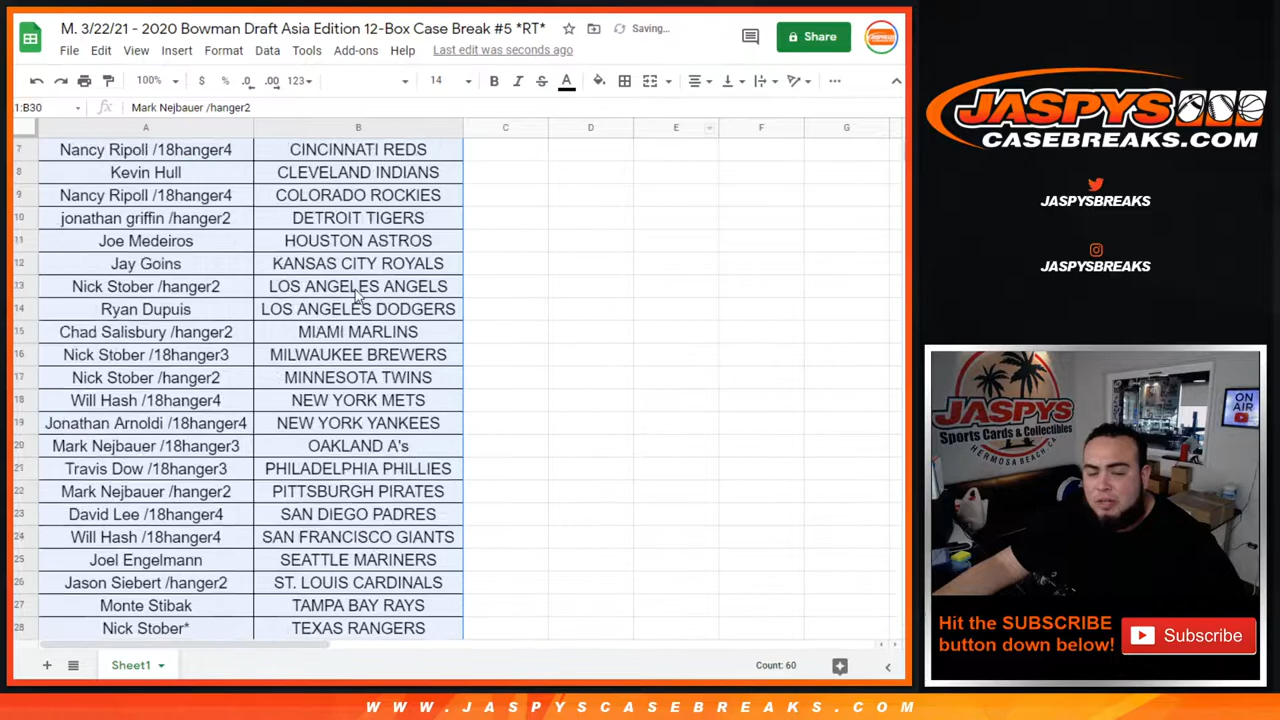 M. 3/22/21 - 2020 Bowman Draft Asia Edition 12-Box Case Break #5 *RT*
Saving...
Share
File Edit View Insert Format Data Tools Add-ons Help Last edit was seconds ago
100% $ % .0 .00 123 14 B I S A
1:B30 fx Mark Nejbauer /hanger2
A B C D E F G
7 Nancy Ripoll /18hanger4 CINCINNATI REDS
8 Kevin Hull CLEVELAND INDIANS
9 Nancy Ripoll /18hanger4 COLORADO ROCKIES
10 jonathan griffin /hanger2 DETROIT TIGERS
11 Joe Medeiros HOUSTON ASTROS
12 Jay Goins KANSAS CITY ROYALS
13 Nick Stober /hanger2 LOS ANGELES ANGELS
14 Ryan Dupuis LOS ANGELES DODGERS
15 Chad Salisbury /hanger2 MIAMI MARLINS
16 Nick Stober /18hanger3 MILWAUKEE BREWERS
17 Nick Stober /hanger2 MINNESOTA TWINS
18 Will Hash /18hanger4 NEW YORK METS
19 Jonathan Arnoldi /18hanger4 NEW YORK YANKEES
20 Mark Nejbauer /18hanger3 OAKLAND A's
21 Travis Dow /18hanger3 PHILADELPHIA PHILLIES
22 Mark Nejbauer /hanger2 PITTSBURGH PIRATES
23 David Lee /18hanger4 SAN DIEGO PADRES
24 Will Hash /18hanger4 SAN FRANCISCO GIANTS
25 Joel Engelmann SEATTLE MARINERS
26 Jason Siebert /hanger2 ST. LOUIS CARDINALS
27 Monte Stibak TAMPA BAY RAYS
28 Nick Stober* TEXAS RANGERS
Sheet1
Count: 60
JASPYS
CASEBREAKS.COM
JASPYSBREAKS
JASPYSBREAKS
JASPYS
Sports Cards & Collectibles
HERMOSA BEACH, CA
ON
AIR
Hit the SUBSCRIBE
button down below!
Subscribe
WWW.JASPYSCASEBREAKS.COM